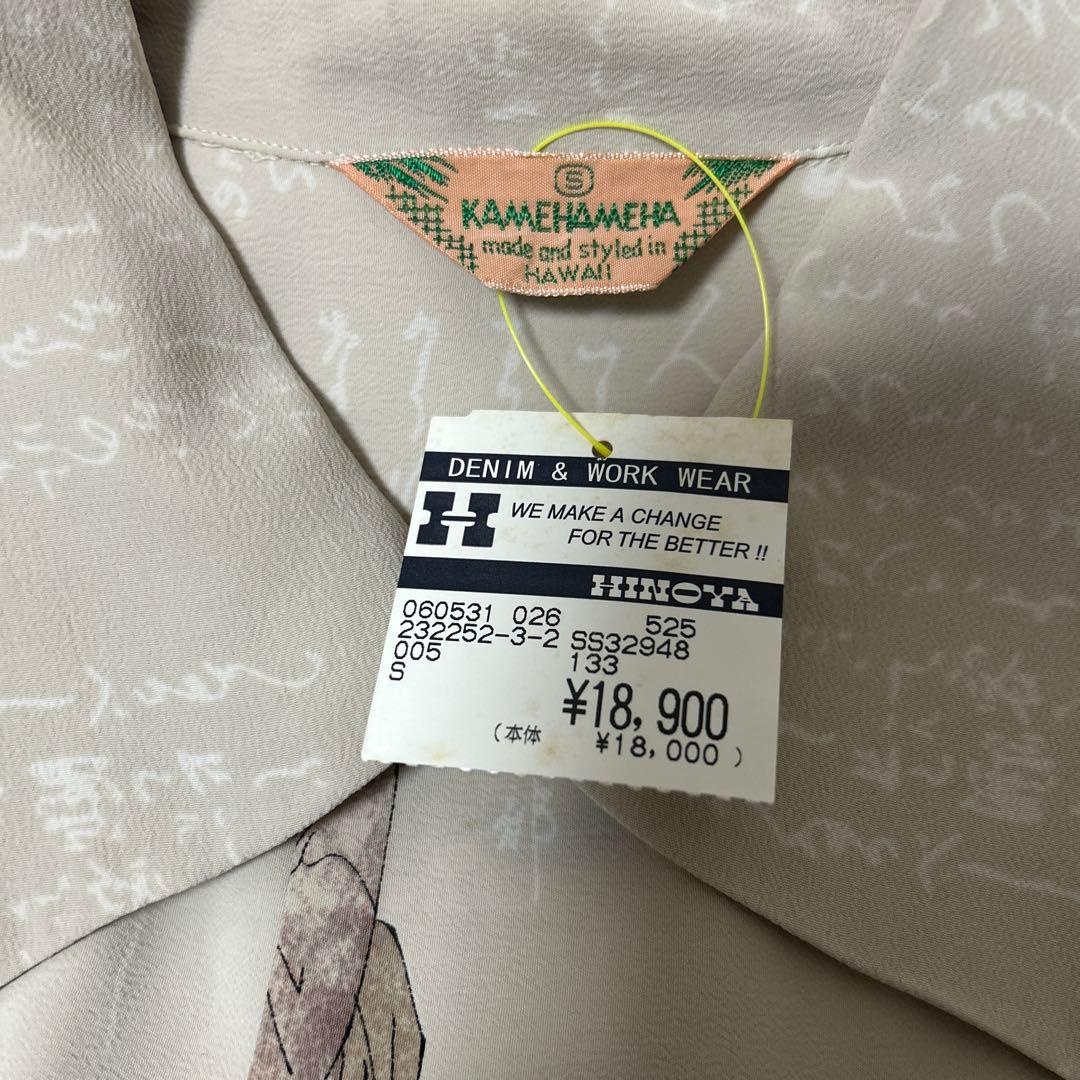 S
KAMEHAMEHA
made and styled in
HAWAII
DENIM & WORK WEAR
H
WE MAKE A CHANGE
FOR THE BETTER !!
HINOYA
060531 026 525
232252-3-2 SS32948
005 133
S
¥18,900
(本体 ¥18,000 )